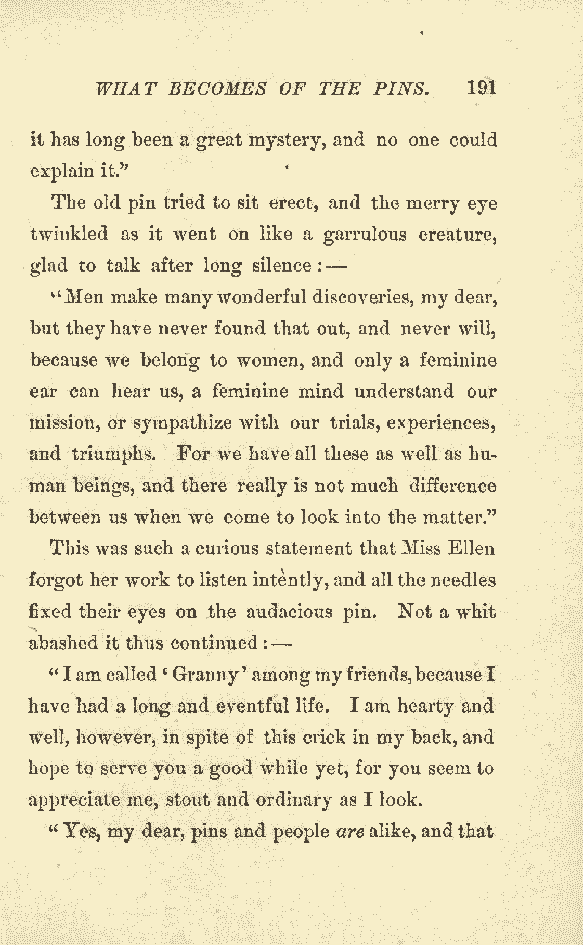 WHAT BECOMES OF THE PINS. 191
it has long been a great mystery, and no one could
explain it."
The old pin tried to sit erect, and the merry eye
twinkled as it went on like a garrulous creature,
glad to talk after long silence:—
"Men make many wonderful discoveries, my dear,
but they have never found that out, and never will,
because we belong to women, and only a feminine
ear can hear us, a feminine mind understand our
mission, or sympathize with our trials, experiences,
and triumphs. For we have all these as well as hu-
man beings, and there really is not much difference
between us when we come to look into the matter."
This was such a curious statement that Miss Ellen
forgot her work to listen intently, and all the needles
fixed their eyes on the audacious pin. Not a whit
abashed it thus continued:—
"I am called 'Granny' among my friends, because I
have had a long and eventful life. I am hearty and
well, however, in spite of this crick in my back, and
hope to serve you a good while yet, for you seem to
appreciate me, stout and ordinary as I look.
"Yes, my dear, pins and people are alike, and that